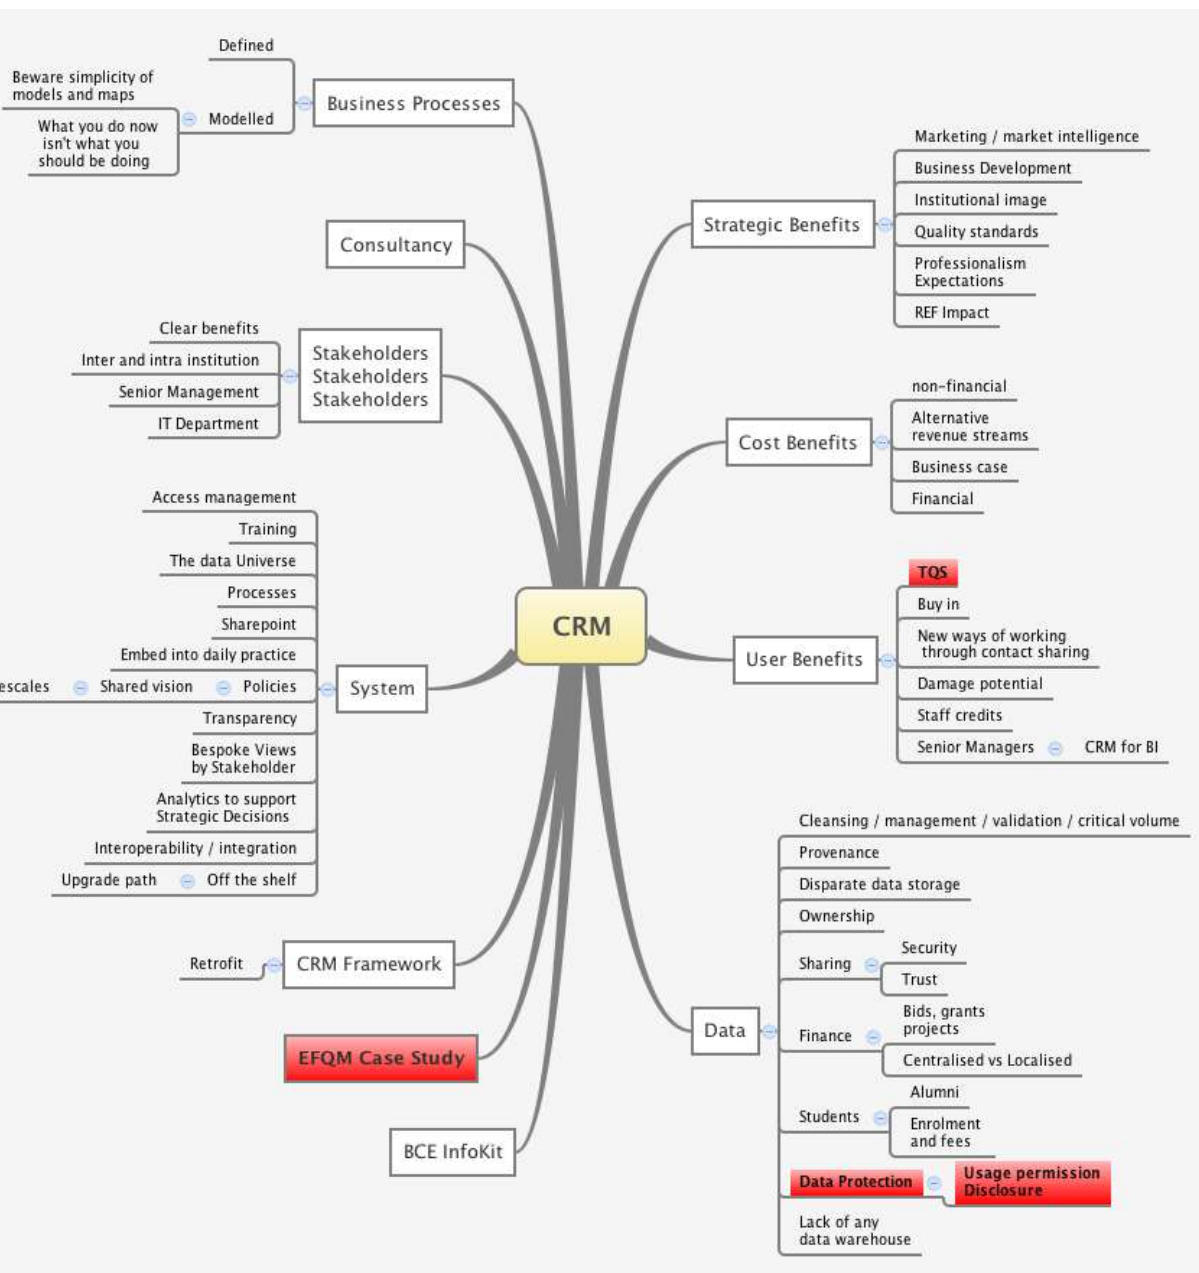 Defined
Beware simplicity of
models and maps
Modelled
What you do now
isn't what you
should be doing
Business Processes
Consultancy
Clear benefits
Inter and intra institution
Senior Management
IT Department
Stakeholders
Stakeholders
Stakeholders
Access management
Training
The data Universe
Processes
Sharepoint
Embed into daily practice
escales
Shared vision
Policies
Transparency
Bespoke Views
by Stakeholder
Analytics to support
Strategic Decisions
Interoperability / integration
Upgrade path
Off the shelf
System
Retrofit
CRM Framework
EFQM Case Study
BCE InfoKit
CRM
Strategic Benefits
Marketing / market intelligence
Business Development
Institutional image
Quality standards
Professionalism
Expectations
REF Impact
Cost Benefits
non-financial
Alternative
revenue streams
Business case
Financial
User Benefits
TQS
Buy in
New ways of working
through contact sharing
Damage potential
Staff credits
Senior Managers
CRM for BI
Data
Cleansing / management / validation / critical volume
Provenance
Disparate data storage
Ownership
Sharing
Security
Trust
Finance
Bids, grants
projects
Centralised vs Localised
Students
Alumni
Enrolment
and fees
Data Protection
Usage permission
Disclosure
Lack of any
data warehouse